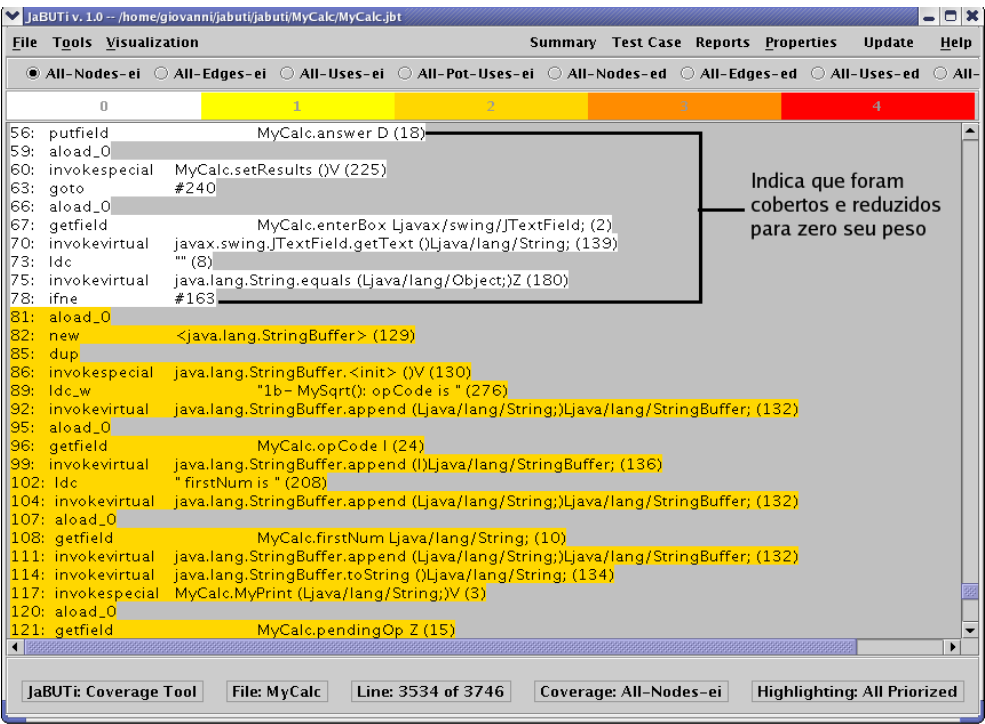 JaBUTi v. 1.0 -- /home/giovanni/jabuti/jabuti/MyCalc/MyCalc.jbt
File Tools Visualization Summary Test Case Reports Properties Update Help
All-Nodes-ei All-Edges-ei All-Uses-ei All-Pot-Uses-ei All-Nodes-ed All-Edges-ed All-Uses-ed All-
0 1 2 3 4
56: putfield MyCalc.answer D (18)
59: aload_0
60: invokespecial MyCalc.setResults ()V (225)
63: goto #240
66: aload_0
67: getfield MyCalc.enterBox Ljavax/swing/JTextField; (2)
70: invokevirtual javax.swing.JTextField.getText ()Ljava/lang/String; (139)
73: ldc "" (8)
75: invokevirtual java.lang.String.equals (Ljava/lang/Object;)Z (180)
78: ifne #163
Indica que foram
cobertos e reduzidos
para zero seu peso
81: aload_0
82: new <java.lang.StringBuffer> (129)
85: dup
86: invokespecial java.lang.StringBuffer.<init> ()V (130)
89: ldc_w "1b- MySqrt(): opCode is " (276)
92: invokevirtual java.lang.StringBuffer.append (Ljava/lang/String;)Ljava/lang/StringBuffer; (132)
95: aload_0
96: getfield MyCalc.opCode I (24)
99: invokevirtual java.lang.StringBuffer.append (I)Ljava/lang/StringBuffer; (136)
102: ldc " firstNum is " (208)
104: invokevirtual java.lang.StringBuffer.append (Ljava/lang/String;)Ljava/lang/StringBuffer; (132)
107: aload_0
108: getfield MyCalc.firstNum Ljava/lang/String; (10)
111: invokevirtual java.lang.StringBuffer.append (Ljava/lang/String;)Ljava/lang/StringBuffer; (132)
114: invokevirtual java.lang.StringBuffer.toString ()Ljava/lang/String; (134)
117: invokespecial MyCalc.MyPrint (Ljava/lang/String;)V (3)
120: aload_0
121: getfield MyCalc.pendingOp Z (15)
JaBUTi: Coverage Tool File: MyCalc Line: 3534 of 3746 Coverage: All-Nodes-ei Highlighting: All Priorized